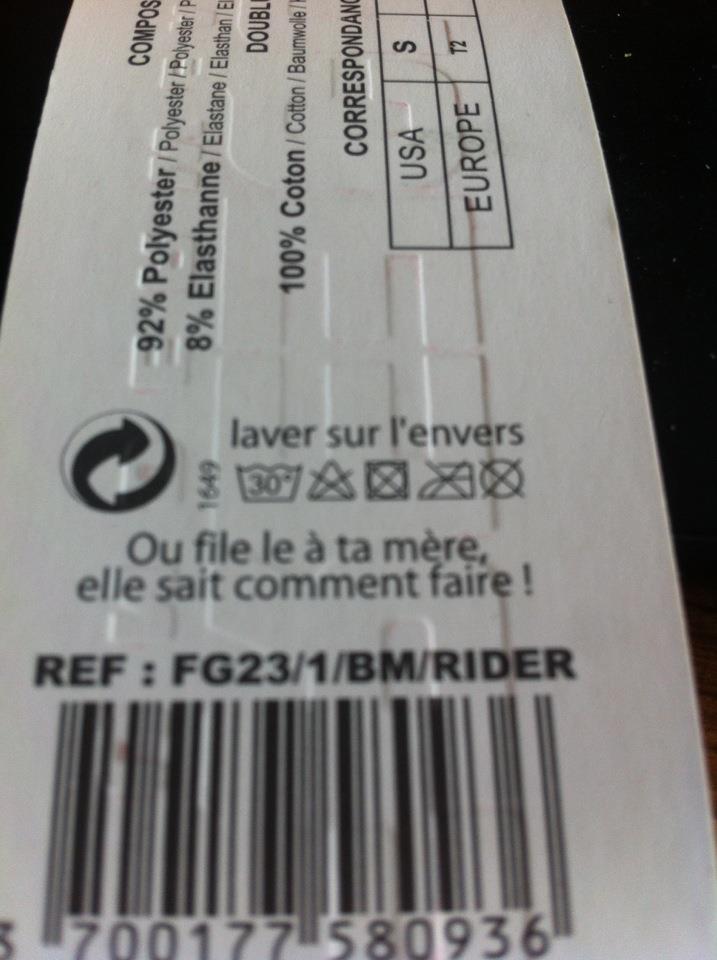 COMPOS
92% Polyester / Polyester / Polyester / P
8% Elasthanne / Elastane / Elasthan / El
DOUBLU
100% Coton / Cotton / Baumwolle /
CORRESPONDANC
USA S
EUROPE T2
laver sur l'envers
1649
30°
Ou file le à ta mère,
elle sait comment faire !
REF : FG23/1/BM/RIDER
3 700177 580936